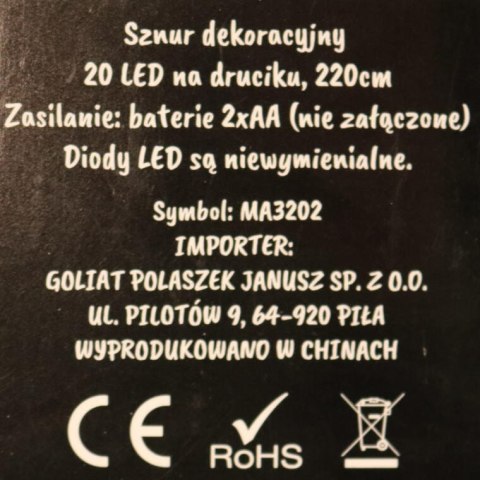 Sznur dekoracyjny
20 LED na druciku, 220cm
Zasilanie: baterie 2xAA (nie załączone)
Diody LED są niewymienialne.
Symbol: MA3202
IMPORTER:
GOLIAT POLASZEK JANUSZ SP. Z O.O.
UL. PILOTÓW 9, 64-920 PIŁA
WYPRODUKOWANO W CHINACH
CE RoHS